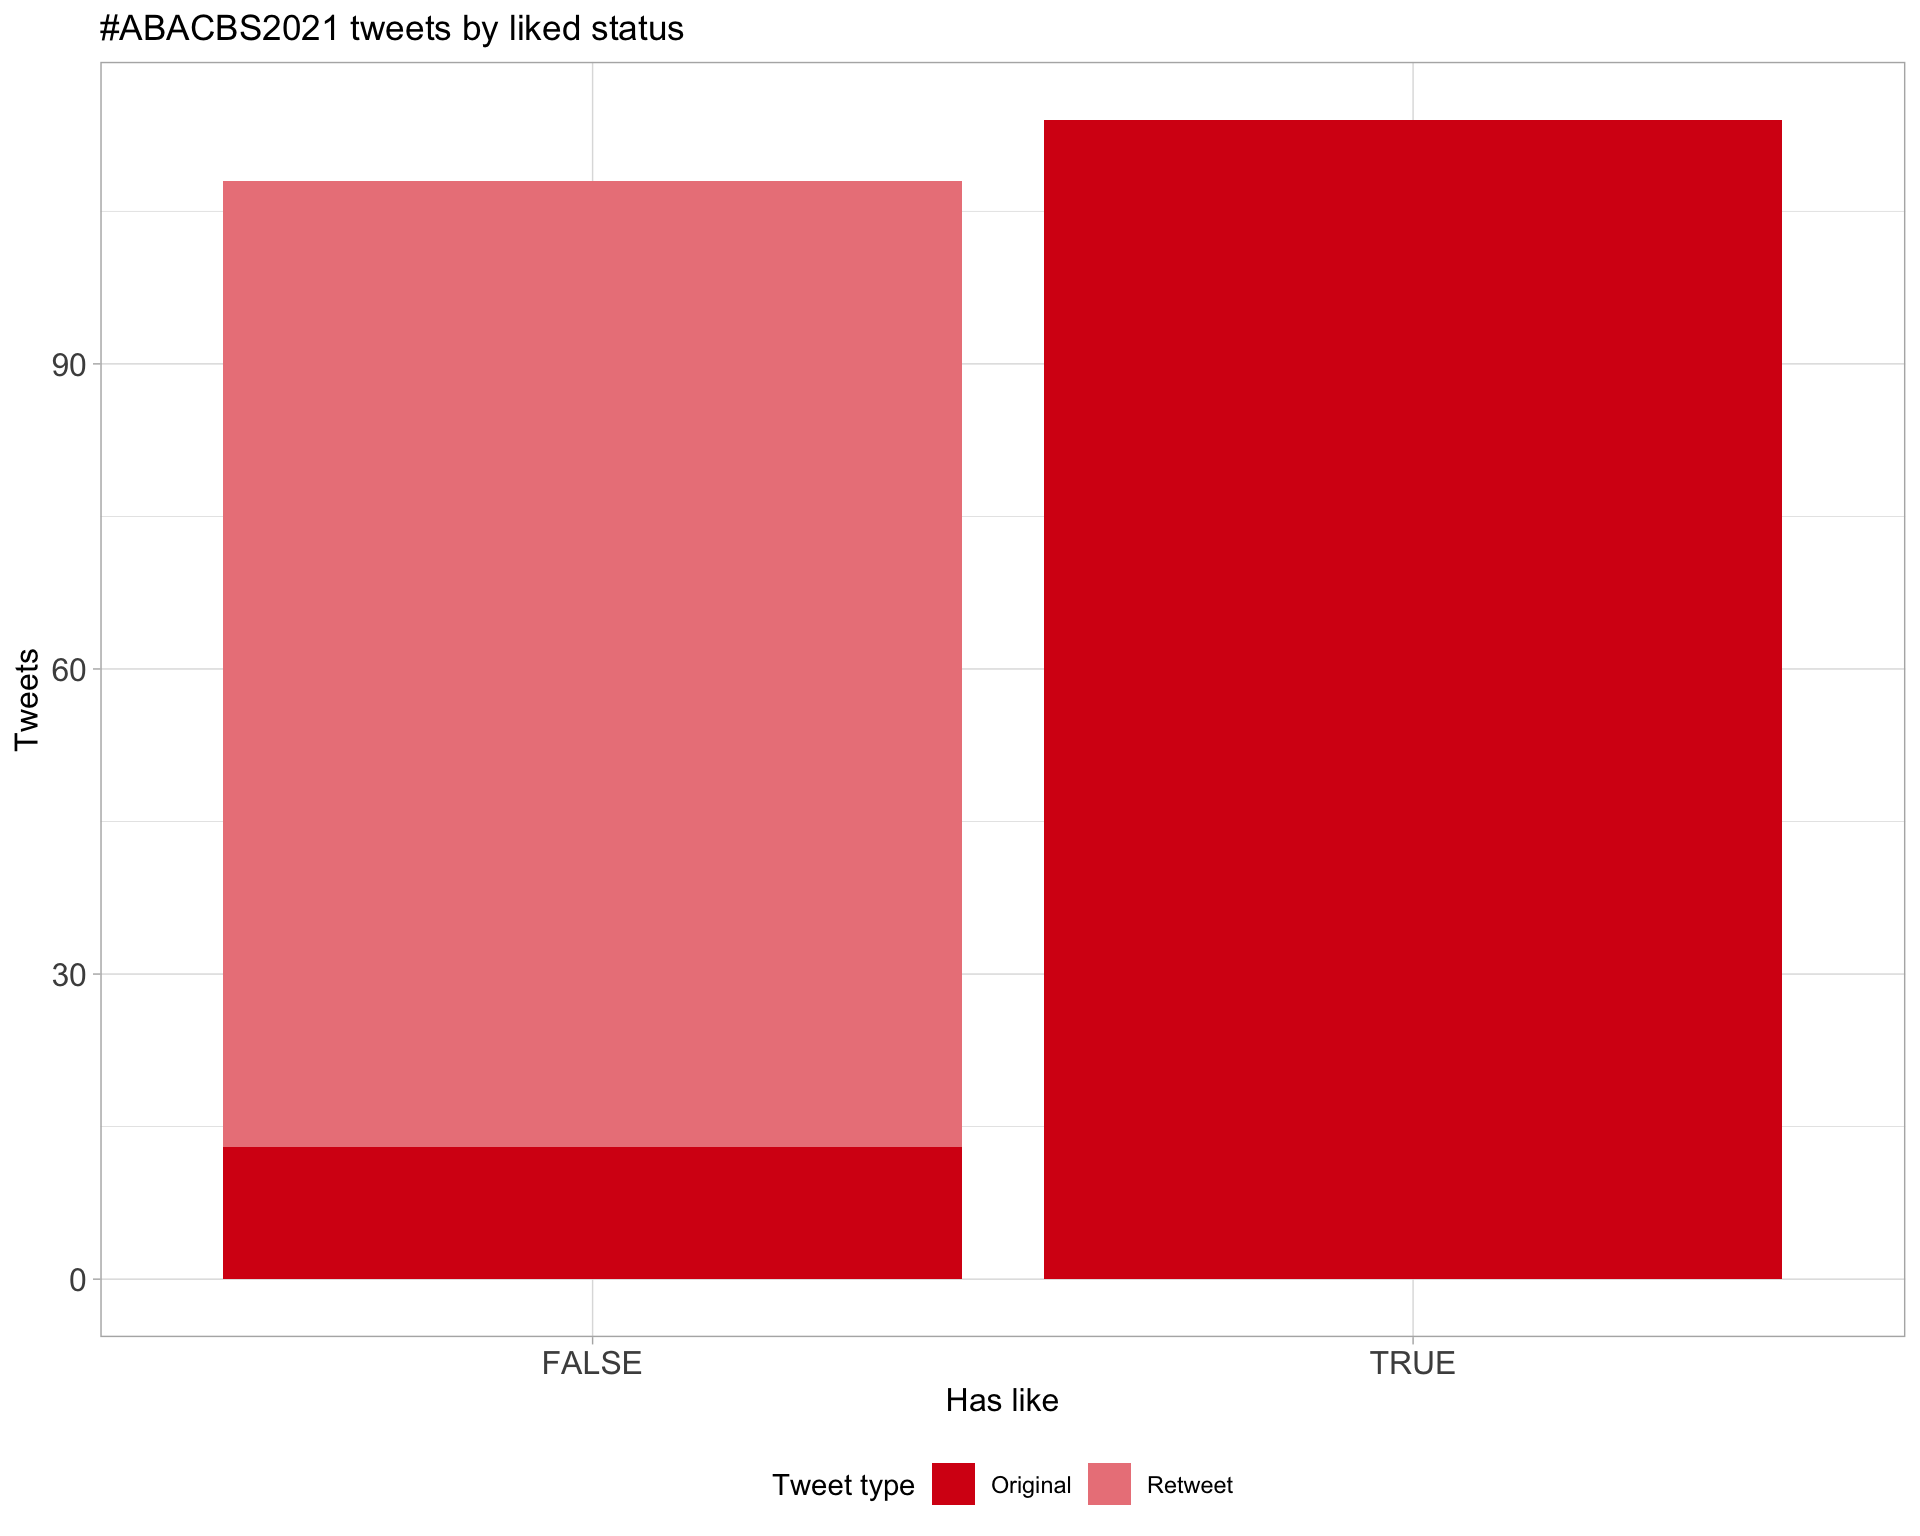 #ABACBS2021 tweets by liked status
Tweets
90
60
30
0
FALSE TRUE
Has like
Tweet type Original Retweet